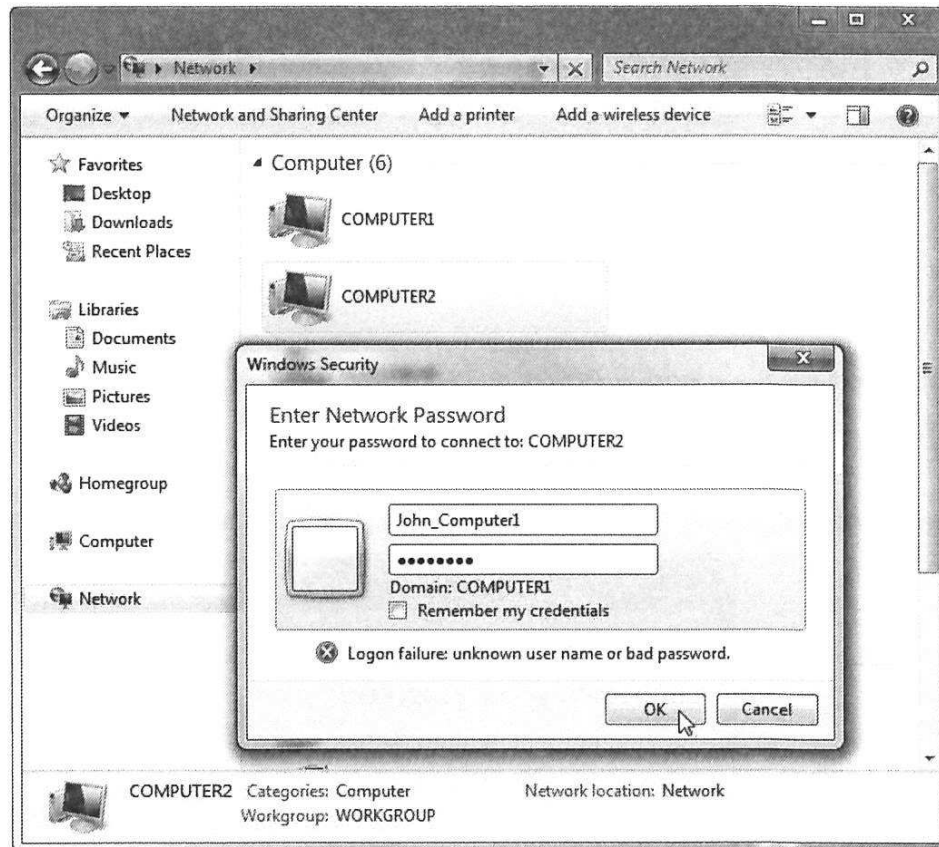 Network
Search Network
Organize
Network and Sharing Center
Add a printer
Add a wireless device
Favorites
Desktop
Downloads
Recent Places
Libraries
Documents
Music
Pictures
Videos
Homegroup
Computer
Network
Computer (6)
COMPUTER1
COMPUTER2
Windows Security
Enter Network Password
Enter your password to connect to: COMPUTER2
John_Computer1
Domain: COMPUTER1
Remember my credentials
Logon failure: unknown user name or bad password.
OK Cancel
COMPUTER2 Categories: Computer Network location: Network
Workgroup: WORKGROUP